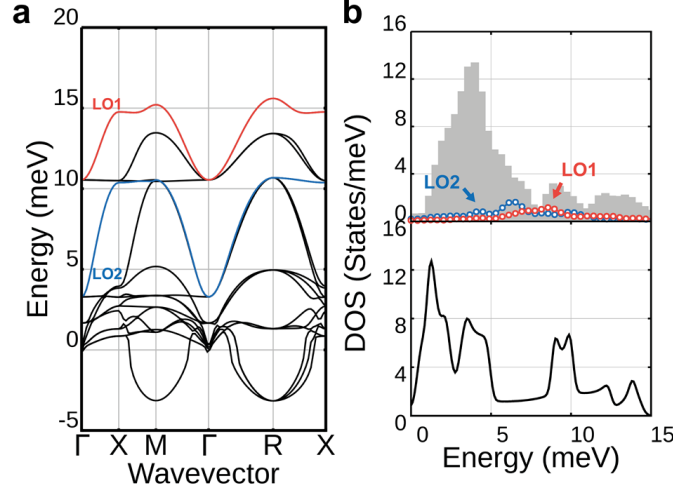 a
20
15
10
5
0
-5
Energy (meV)
LO1
LO2
Γ X M Γ R X
Wavevector
b
16
12
8
4
0
12
8
4
0
DOS (States/meV)
LO2
LO1
16
0 5 10 15
Energy (meV)